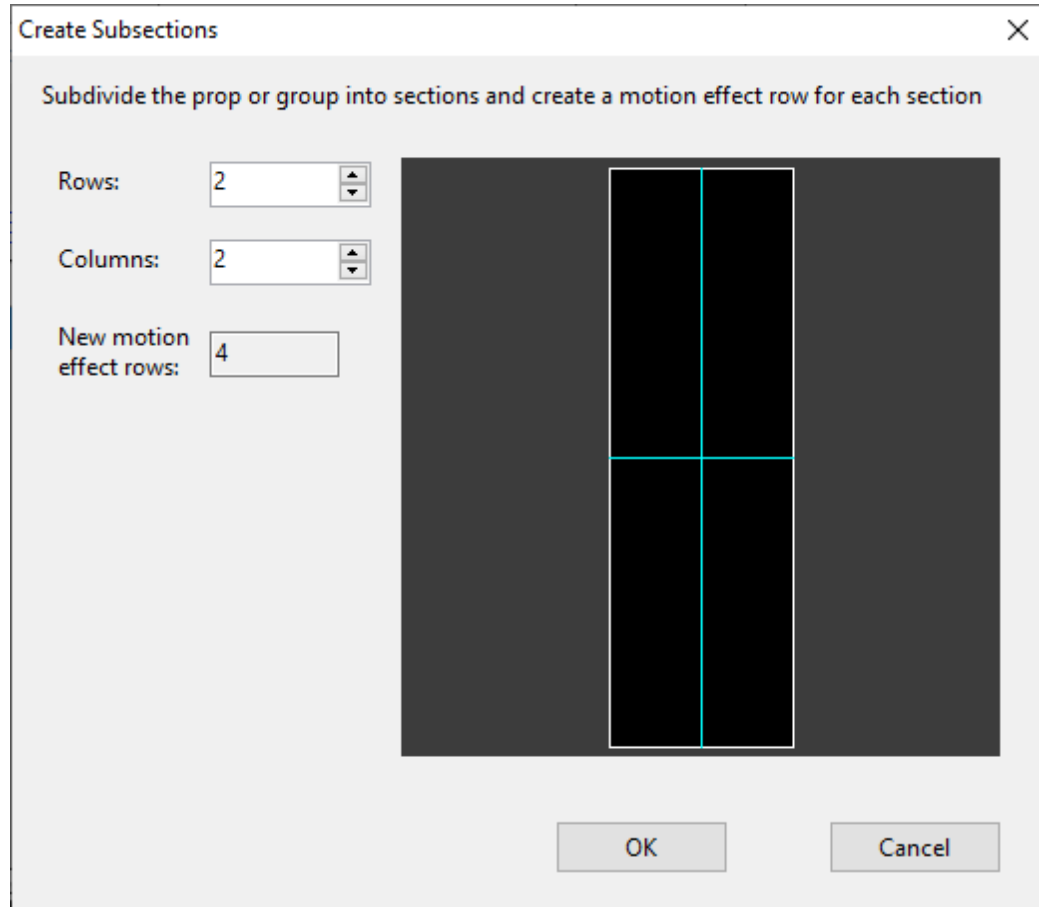 Create Subsections
Subdivide the prop or group into sections and create a motion effect row for each section
Rows: 2
Columns: 2
New motion
effect rows: 4
OK Cancel